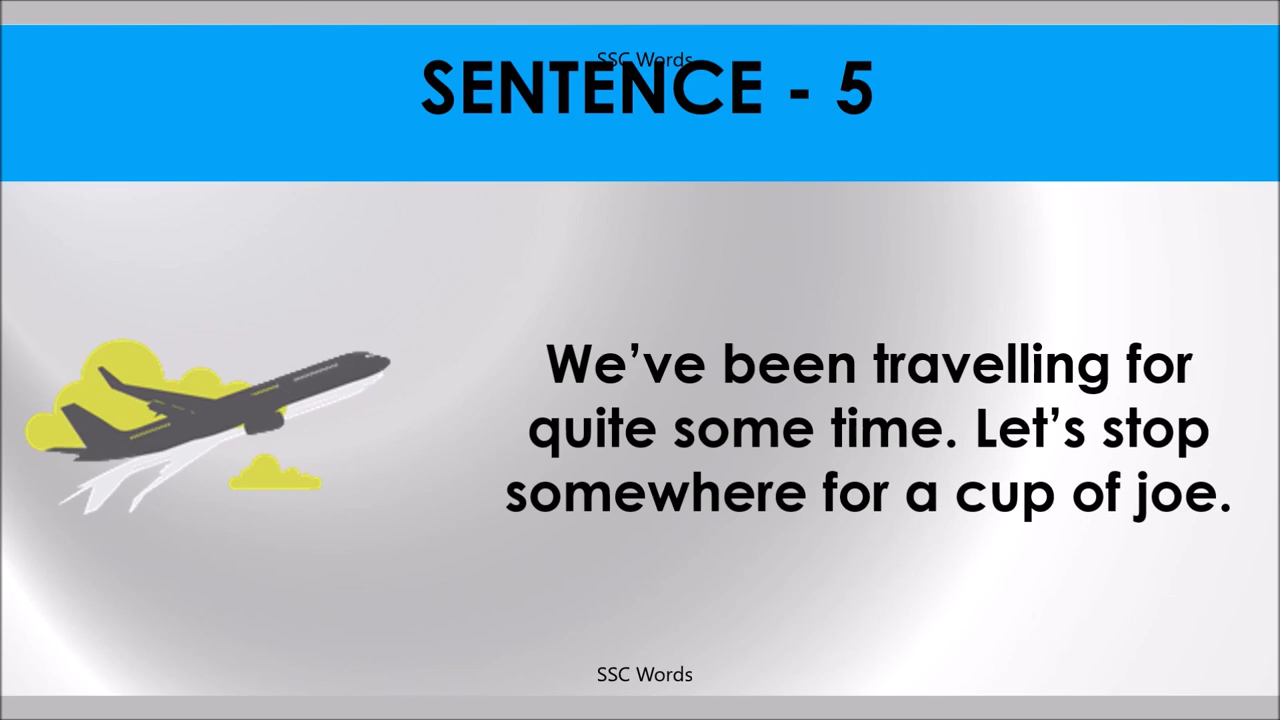 SSC Words
SENTENCE - 5
We’ve been travelling for
quite some time. Let’s stop
somewhere for a cup of joe.
SSC Words